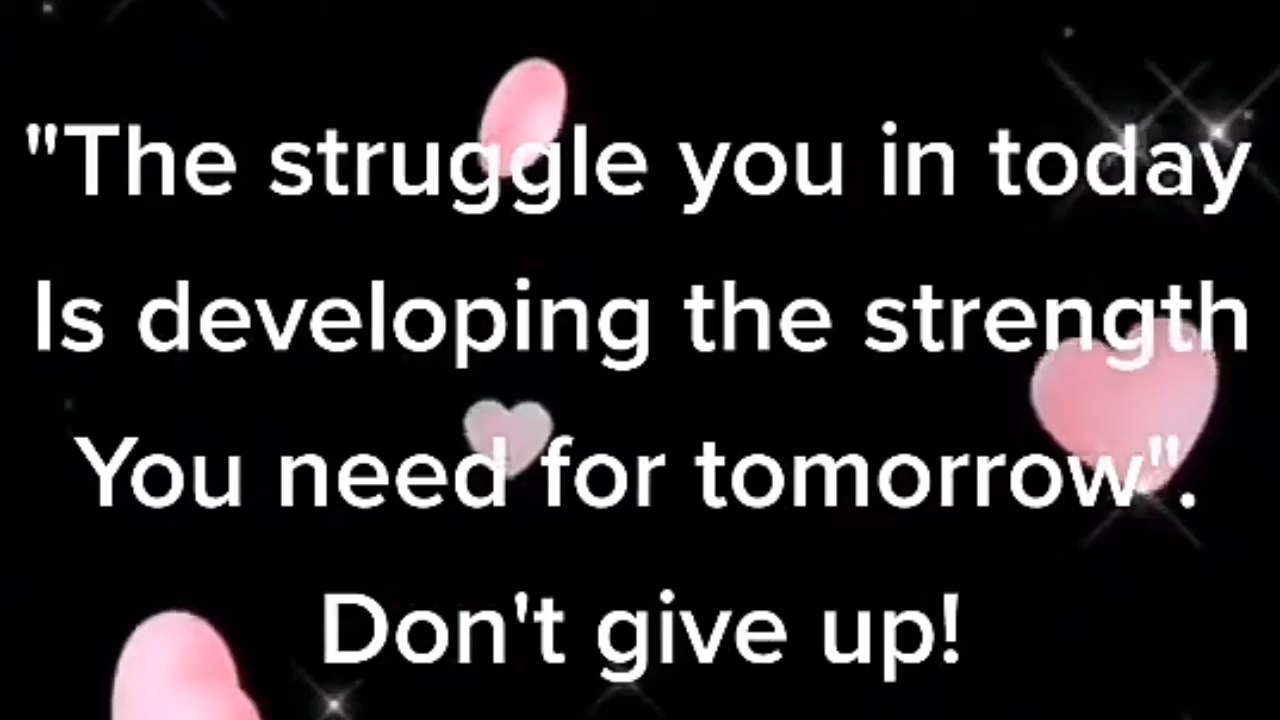 "The struggle you in today
Is developing the strength
You need for tomorrow".
Don't give up!